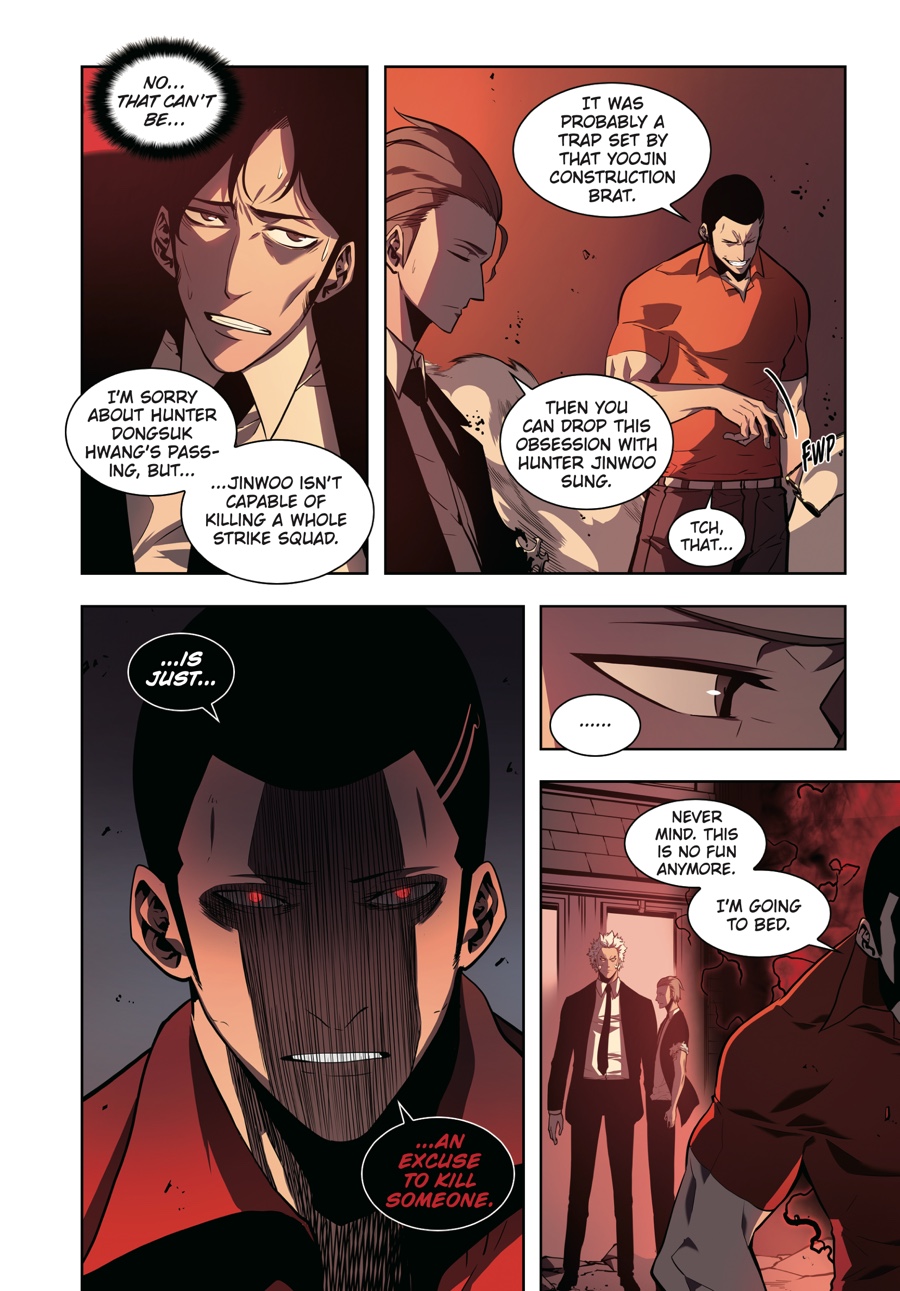 NO...
THAT CAN'T
BE...
I'M SORRY
ABOUT HUNTER
DONGSUK
HWANG'S PASS-
ING, BUT...
...JINWOO ISN'T
CAPABLE OF
KILLING A WHOLE
STRIKE SQUAD.
IT WAS
PROBABLY A
TRAP SET BY
THAT YOOJIN
CONSTRUCTION
BRAT.
THEN YOU
CAN DROP THIS
OBSESSION WITH
HUNTER JINWOO
SUNG.
FWP
TCH,
THAT...
...IS
JUST...
...AN
EXCUSE
TO KILL
SOMEONE.
......
NEVER
MIND. THIS
IS NO FUN
ANYMORE.
I'M GOING
TO BED.